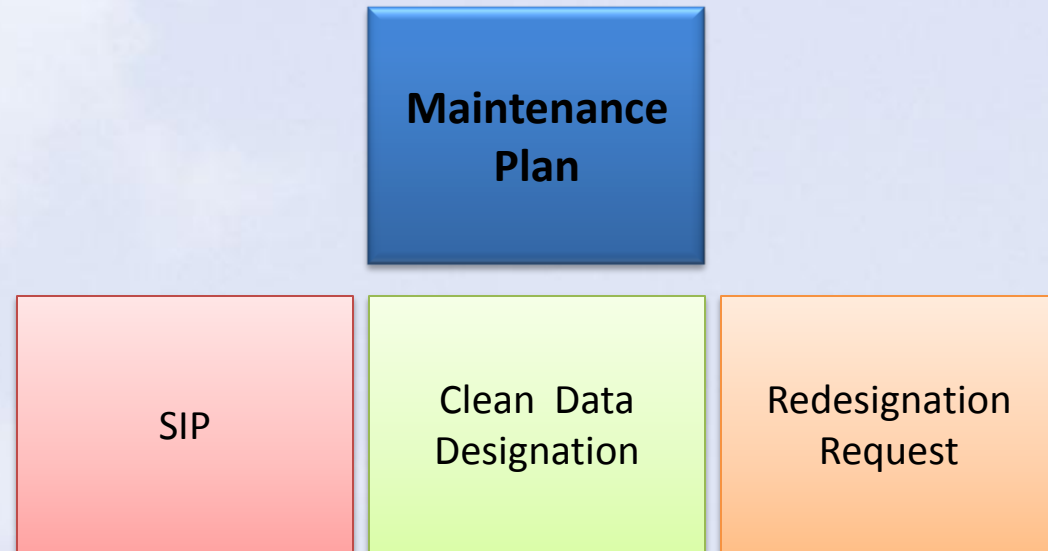 Maintenance
Plan
SIP
Clean Data
Designation
Redesignation
Request